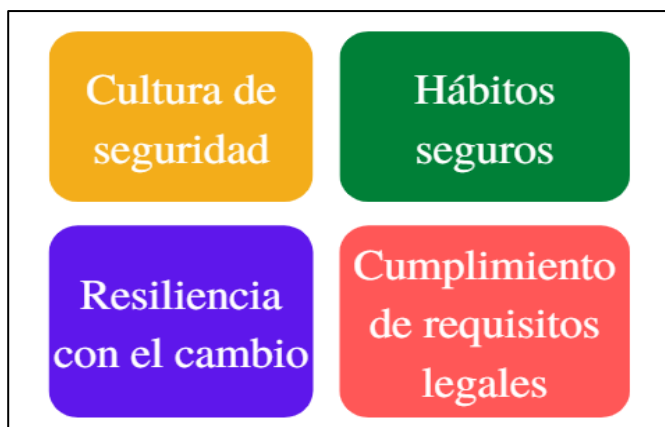 Cultura de
seguridad
Hábitos
seguros
Resiliencia
con el cambio
Cumplimiento
de requisitos
legales